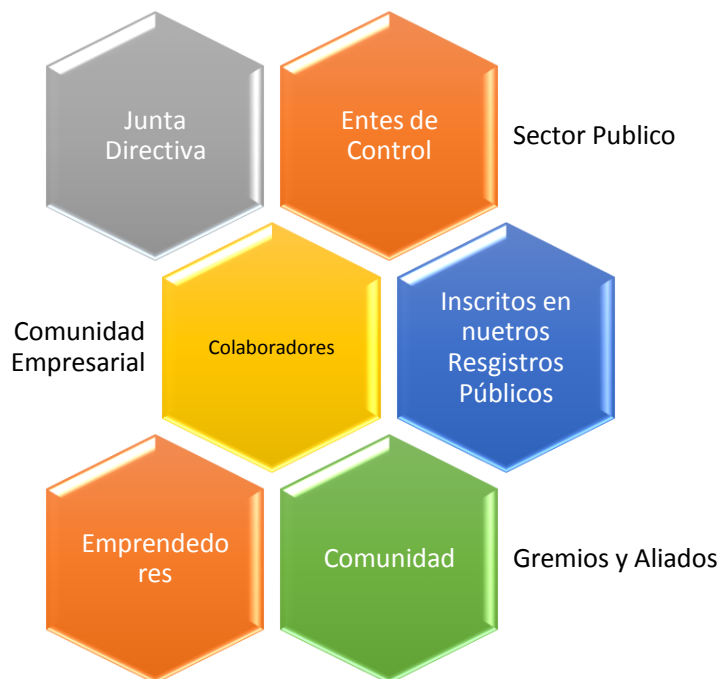 Junta
Directiva
Entes de
Control
Sector Publico
Comunidad
Empresarial
Colaboradores
Inscritos en
nuetros
Resgistros
Públicos
Emprendedo
res
Comunidad
Gremios y Aliados